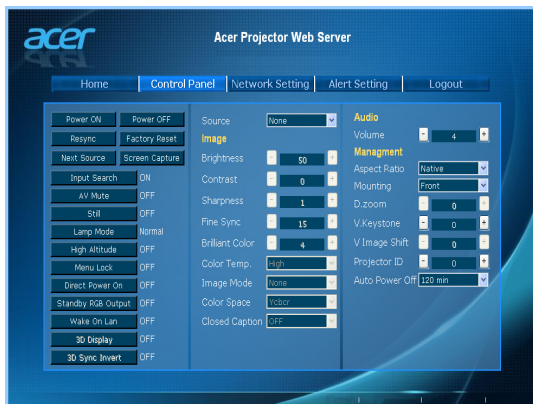 acer
Acer Projector Web Server
Home Control Panel Network Setting Alert Setting Logout
Power ON Power OFF
Resync Factory Reset
Next Source Screen Capture
Input Search ON
AV Mute OFF
Still OFF
Lamp Mode Normal
High Altitude OFF
Menu Lock OFF
Direct Power On OFF
Standby RGB Output OFF
Wake On Lan OFF
3D Display OFF
3D Sync Invert OFF
Source None
Image
Brightness - 50 +
Contrast - 0 +
Sharpness - 1 +
Fine Sync - 15 +
Brilliant Color - 4 +
Color Temp. High
Image Mode None
Color Space Ycbcr
Closed Caption OFF
Audio
Volume - 4 +
Managment
Aspect Ratio Native
Mounting Front
D.zoom - 0 +
V.Keystone - 0 +
V Image Shift - 0 +
Projector ID - 0 +
Auto Power Off 120 min